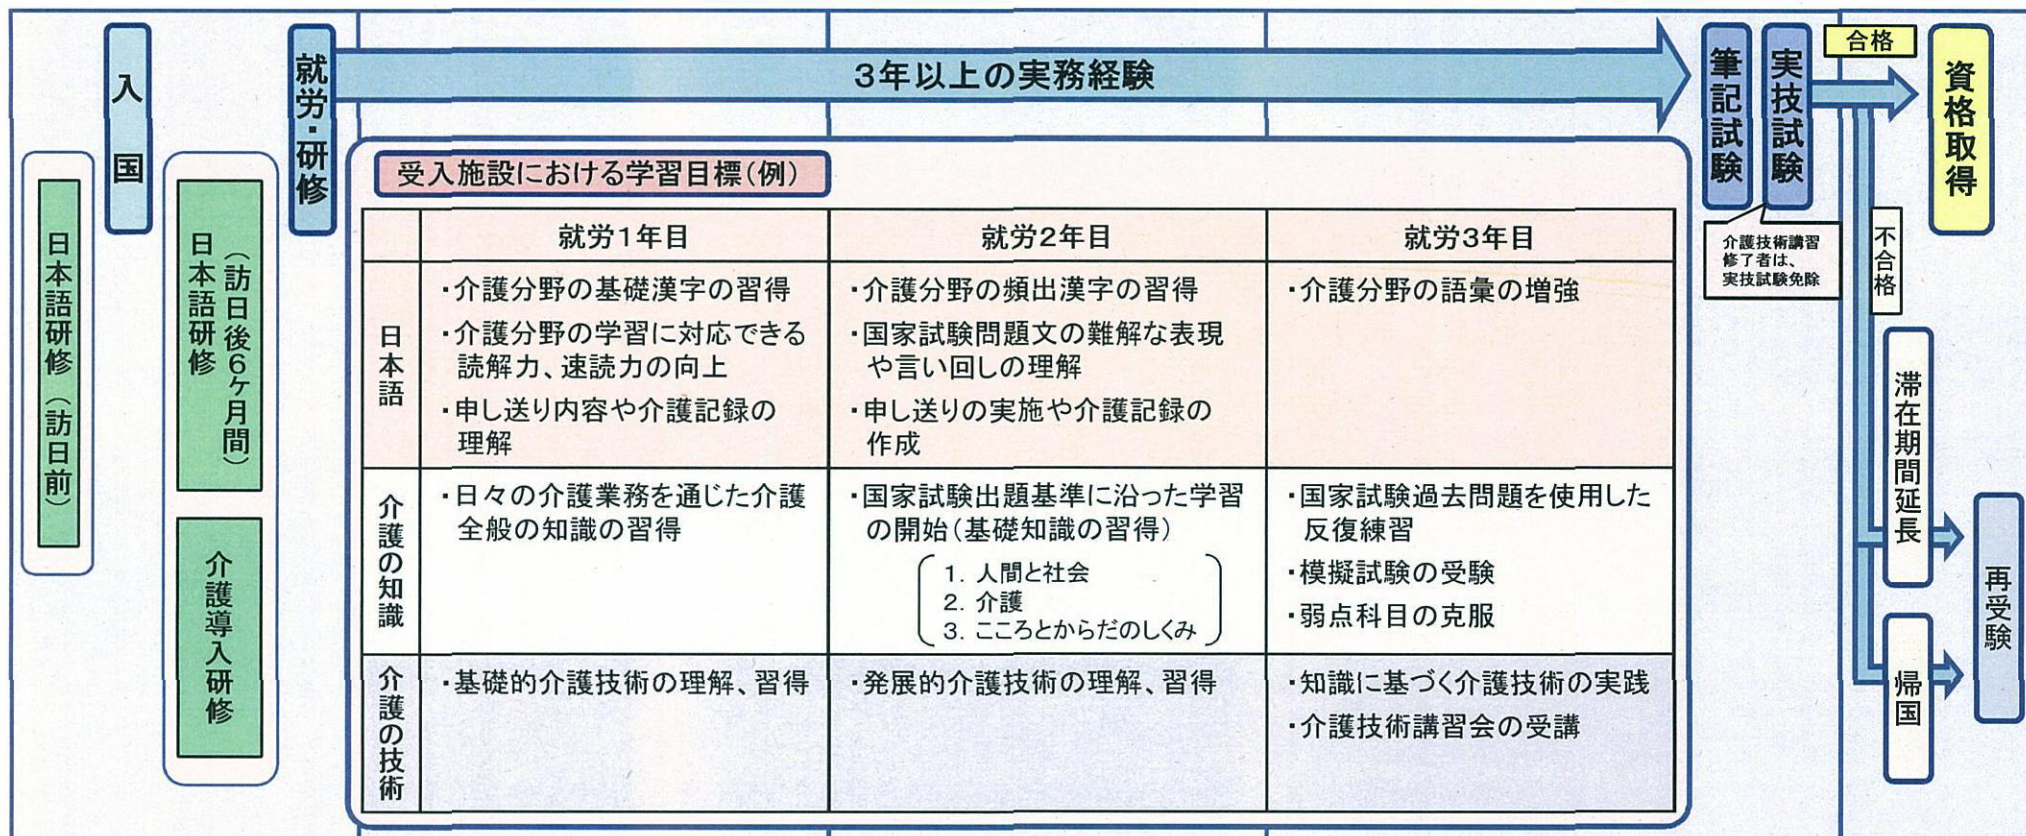 日本語研修（訪日前）
入国
日本語研修
（訪日後6ヶ月間）
介護導入研修
就労・研修
3年以上の実務経験
受入施設における学習目標（例）
就労1年目
就労2年目
就労3年目
日本語
・介護分野の基礎漢字の習得
・介護分野の学習に対応できる
読解力、速読力の向上
・申し送り内容や介護記録の
理解
・介護分野の頻出漢字の習得
・国家試験問題文の難解な表現
や言い回しの理解
・申し送りの実施や介護記録の
作成
・介護分野の語彙の増強
介護の知識
・日々の介護業務を通じた介護
全般の知識の習得
・国家試験出題基準に沿った学習
の開始（基礎知識の習得）
1. 人間と社会
2. 介護
3. こころとからだのしくみ
・国家試験過去問題を使用した
反復練習
・模擬試験の受験
・弱点科目の克服
介護の技術
・基礎的介護技術の理解、習得
・発展的介護技術の理解、習得
・知識に基づく介護技術の実践
・介護技術講習会の受講
筆記試験
実技試験
介護技術講習
修了者は、
実技試験免除
合格
資格取得
不合格
滞在期間延長
帰国
再受験